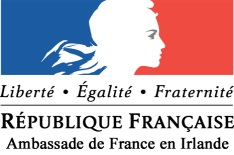 Liberté • Égalité • Fraternité
RÉPUBLIQUE FRANÇAISE
Ambassade de France en Irlande